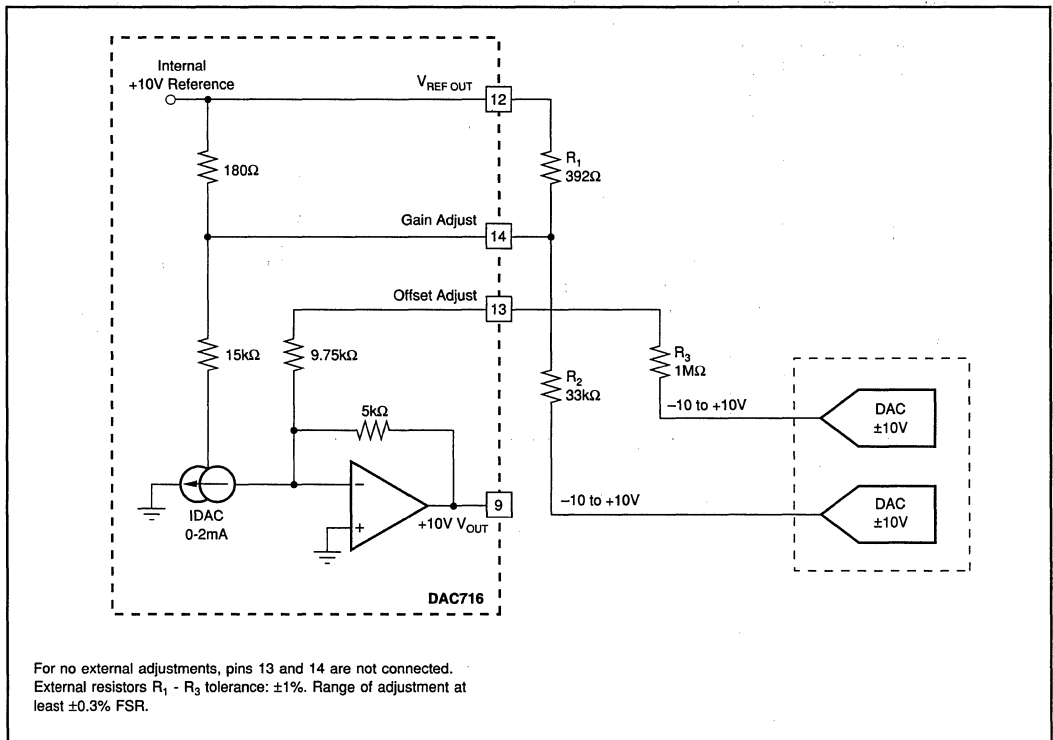 Internal
+10V Reference
V_REF OUT
12
180Ω
R1
392Ω
Gain Adjust
14
Offset Adjust
13
15kΩ
9.75kΩ
R2
33kΩ
R3
1MΩ
–10 to +10V
DAC
±10V
5kΩ
–
+
IDAC
0-2mA
+10V V_OUT
9
–10 to +10V
DAC
±10V
DAC716
For no external adjustments, pins 13 and 14 are not connected.
External resistors R1 - R3 tolerance: ±1%. Range of adjustment at
least ±0.3% FSR.